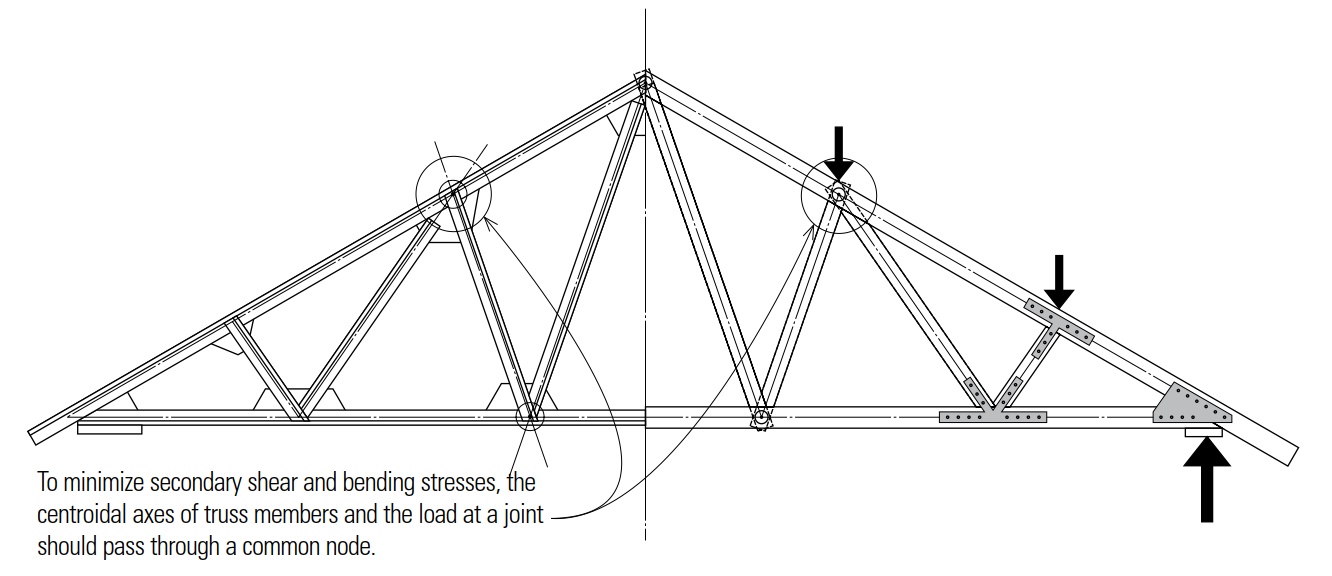 To minimize secondary shear and bending stresses, the
centroidal axes of truss members and the load at a joint
should pass through a common node.